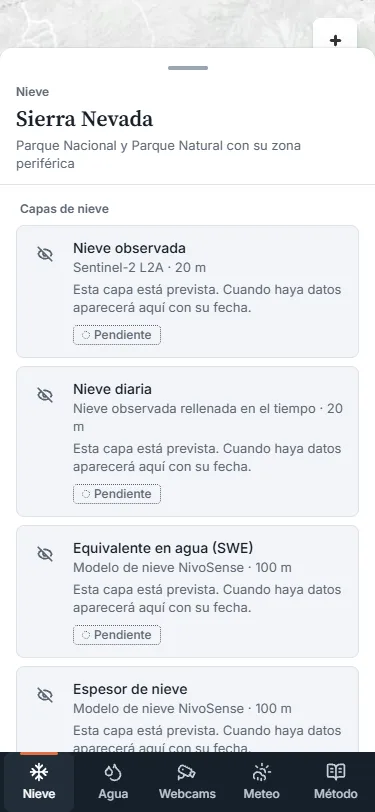 +
Nieve
Sierra Nevada
Parque Nacional y Parque Natural con su zona
periférica
Capas de nieve
Nieve observada
Sentinel-2 L2A · 20 m
Esta capa está prevista. Cuando haya datos
aparecerá aquí con su fecha.
Pendiente
Nieve diaria
Nieve observada rellenada en el tiempo · 20
m
Esta capa está prevista. Cuando haya datos
aparecerá aquí con su fecha.
Pendiente
Equivalente en agua (SWE)
Modelo de nieve NivoSense · 100 m
Esta capa está prevista. Cuando haya datos
aparecerá aquí con su fecha.
Pendiente
Espesor de nieve
Modelo de nieve NivoSense · 100 m
Esta capa está prevista. Cuando haya datos
aparecerá aquí con su fecha.
Nieve Agua Webcams Meteo Método